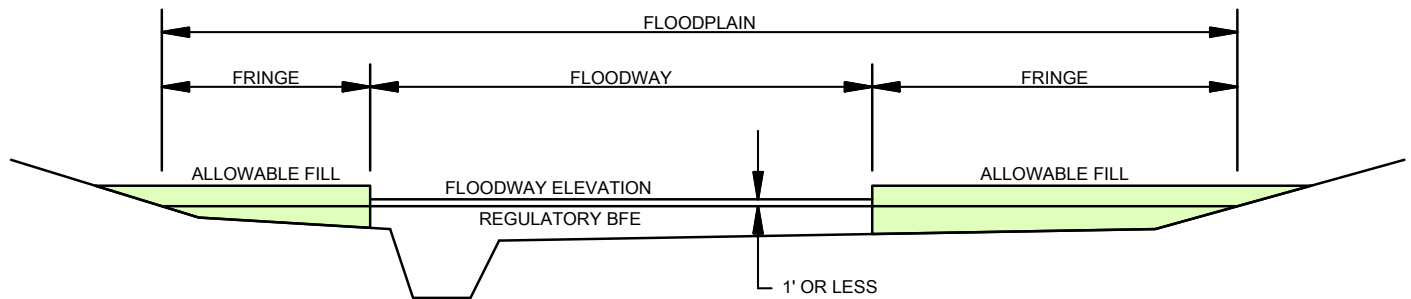 FLOODPLAIN
FRINGE
FLOODWAY
FRINGE
ALLOWABLE FILL
FLOODWAY ELEVATION
ALLOWABLE FILL
REGULATORY BFE
1' OR LESS